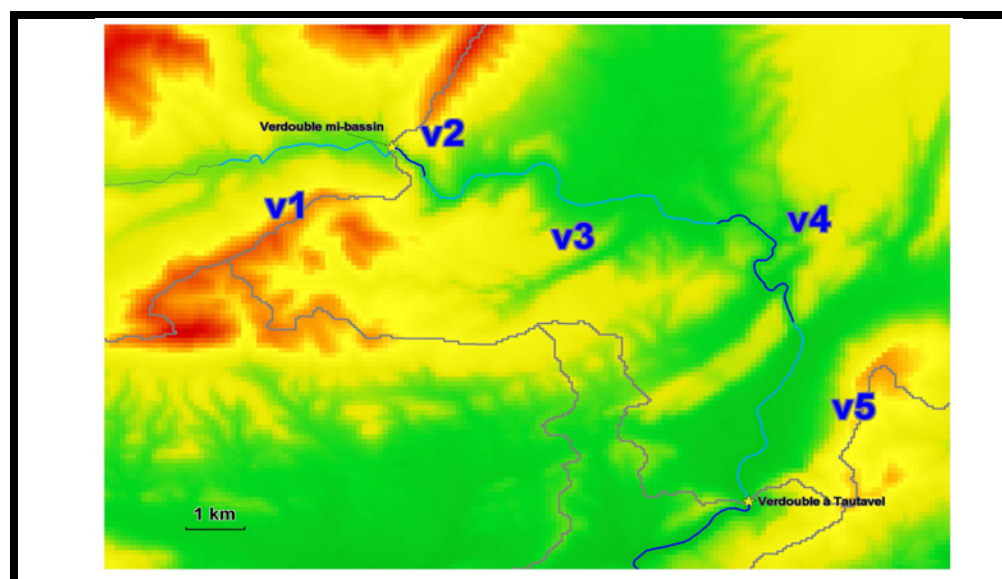 Verdouble mi-bassin
v2
v1
v3
v4
v5
Verdouble à Tautavel
1 km